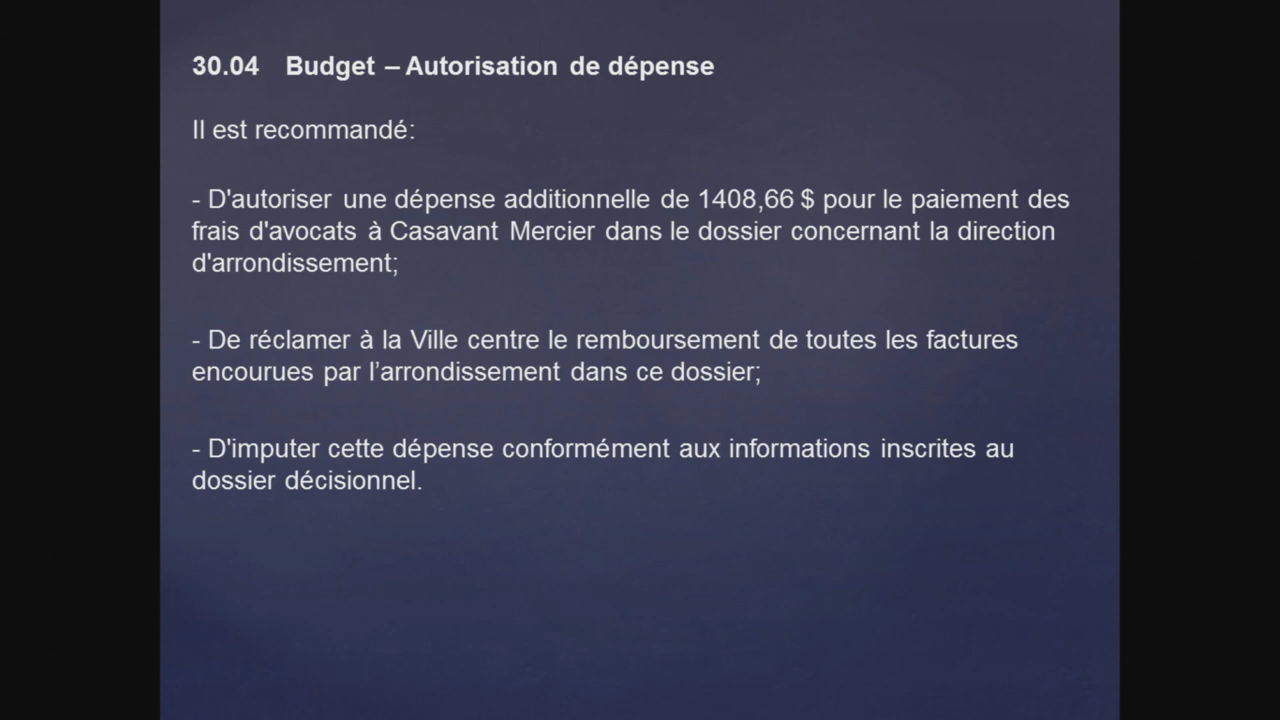 30.04 Budget – Autorisation de dépense
Il est recommandé:
- D'autoriser une dépense additionnelle de 1408,66 $ pour le paiement des
frais d'avocats à Casavant Mercier dans le dossier concernant la direction
d'arrondissement;
- De réclamer à la Ville centre le remboursement de toutes les factures
encourues par l’arrondissement dans ce dossier;
- D'imputer cette dépense conformément aux informations inscrites au
dossier décisionnel.